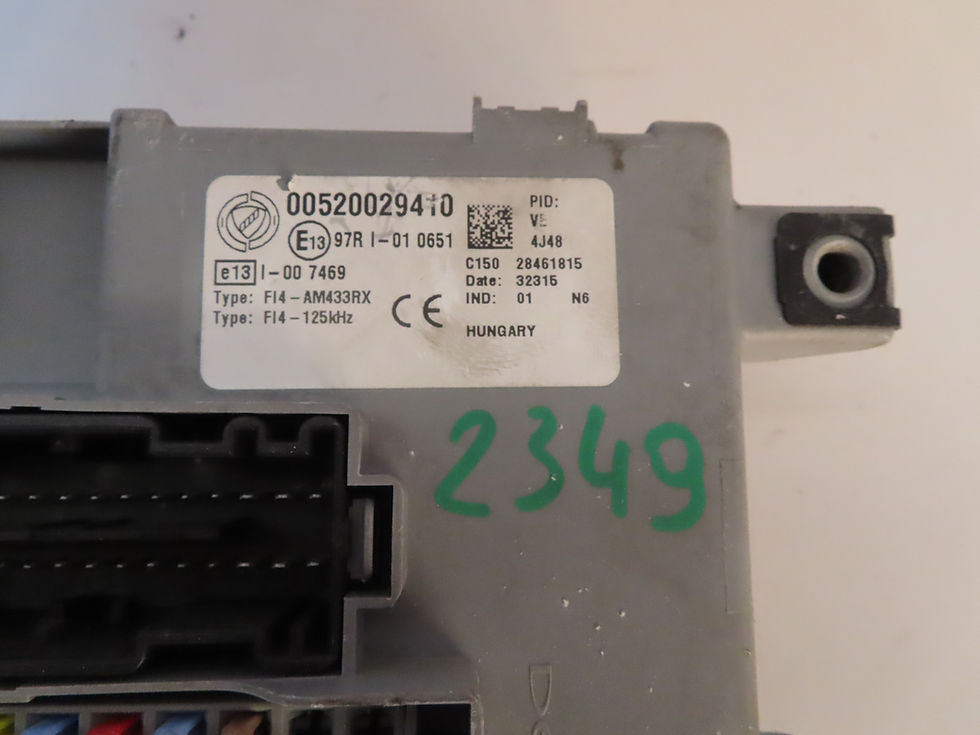 00520029410
E13 97R I-01 0651
e13 I-00 7469
Type: FI4-AM433RX
Type: FI4-125kHz
CE
PID:
4J48
C150 28461815
Date: 32315
IND: 01 N6
HUNGARY
2349